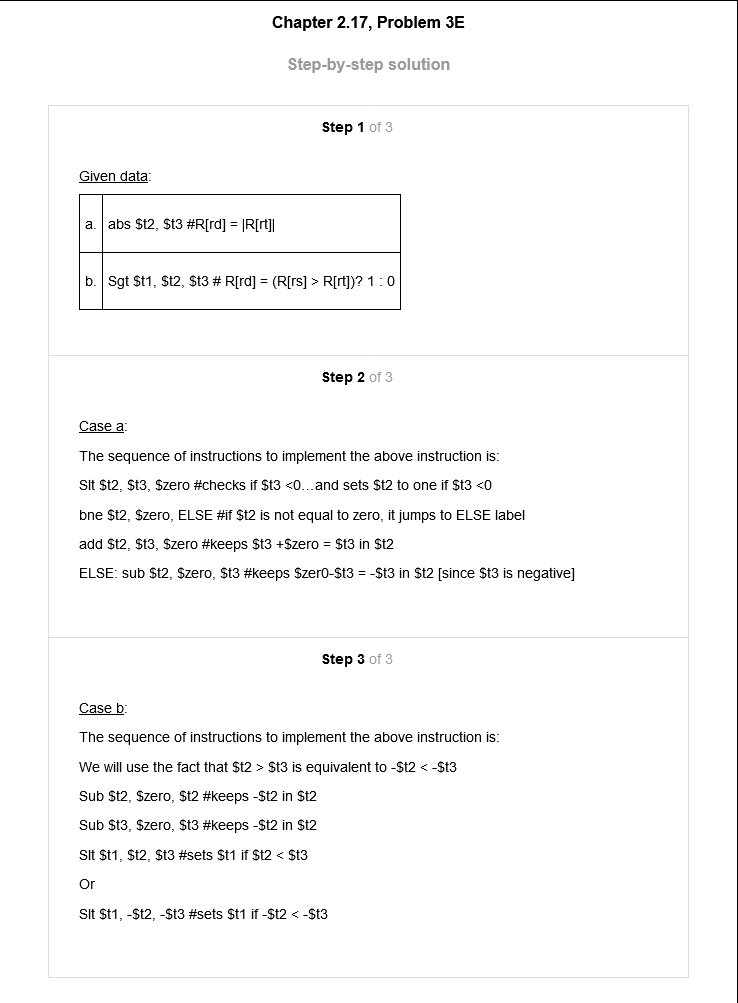 Chapter 2.17, Problem 3E
Step-by-step solution
Step 1 of 3
Given data:
a. abs $t2, $t3 #R[rd] = |R[rt]|
b. Sgt $t1, $t2, $t3 # R[rd] = (R[rs] > R[rt])? 1 : 0
Step 2 of 3
Case a:
The sequence of instructions to implement the above instruction is:
Slt $t2, $t3, $zero #checks if $t3 <0...and sets $t2 to one if $t3 <0
bne $t2, $zero, ELSE #if $t2 is not equal to zero, it jumps to ELSE label
add $t2, $t3, $zero #keeps $t3 +$zero = $t3 in $t2
ELSE: sub $t2, $zero, $t3 #keeps $zer0-$t3 = -$t3 in $t2 [since $t3 is negative]
Step 3 of 3
Case b:
The sequence of instructions to implement the above instruction is:
We will use the fact that $t2 > $t3 is equivalent to -$t2 < -$t3
Sub $t2, $zero, $t2 #keeps -$t2 in $t2
Sub $t3, $zero, $t3 #keeps -$t2 in $t2
Slt $t1, $t2, $t3 #sets $t1 if $t2 < $t3
Or
Slt $t1, -$t2, -$t3 #sets $t1 if -$t2 < -$t3